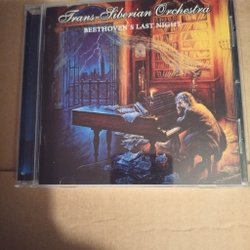 Trans-Siberian Orchestra
BEETHOVEN'S LAST NIGHT